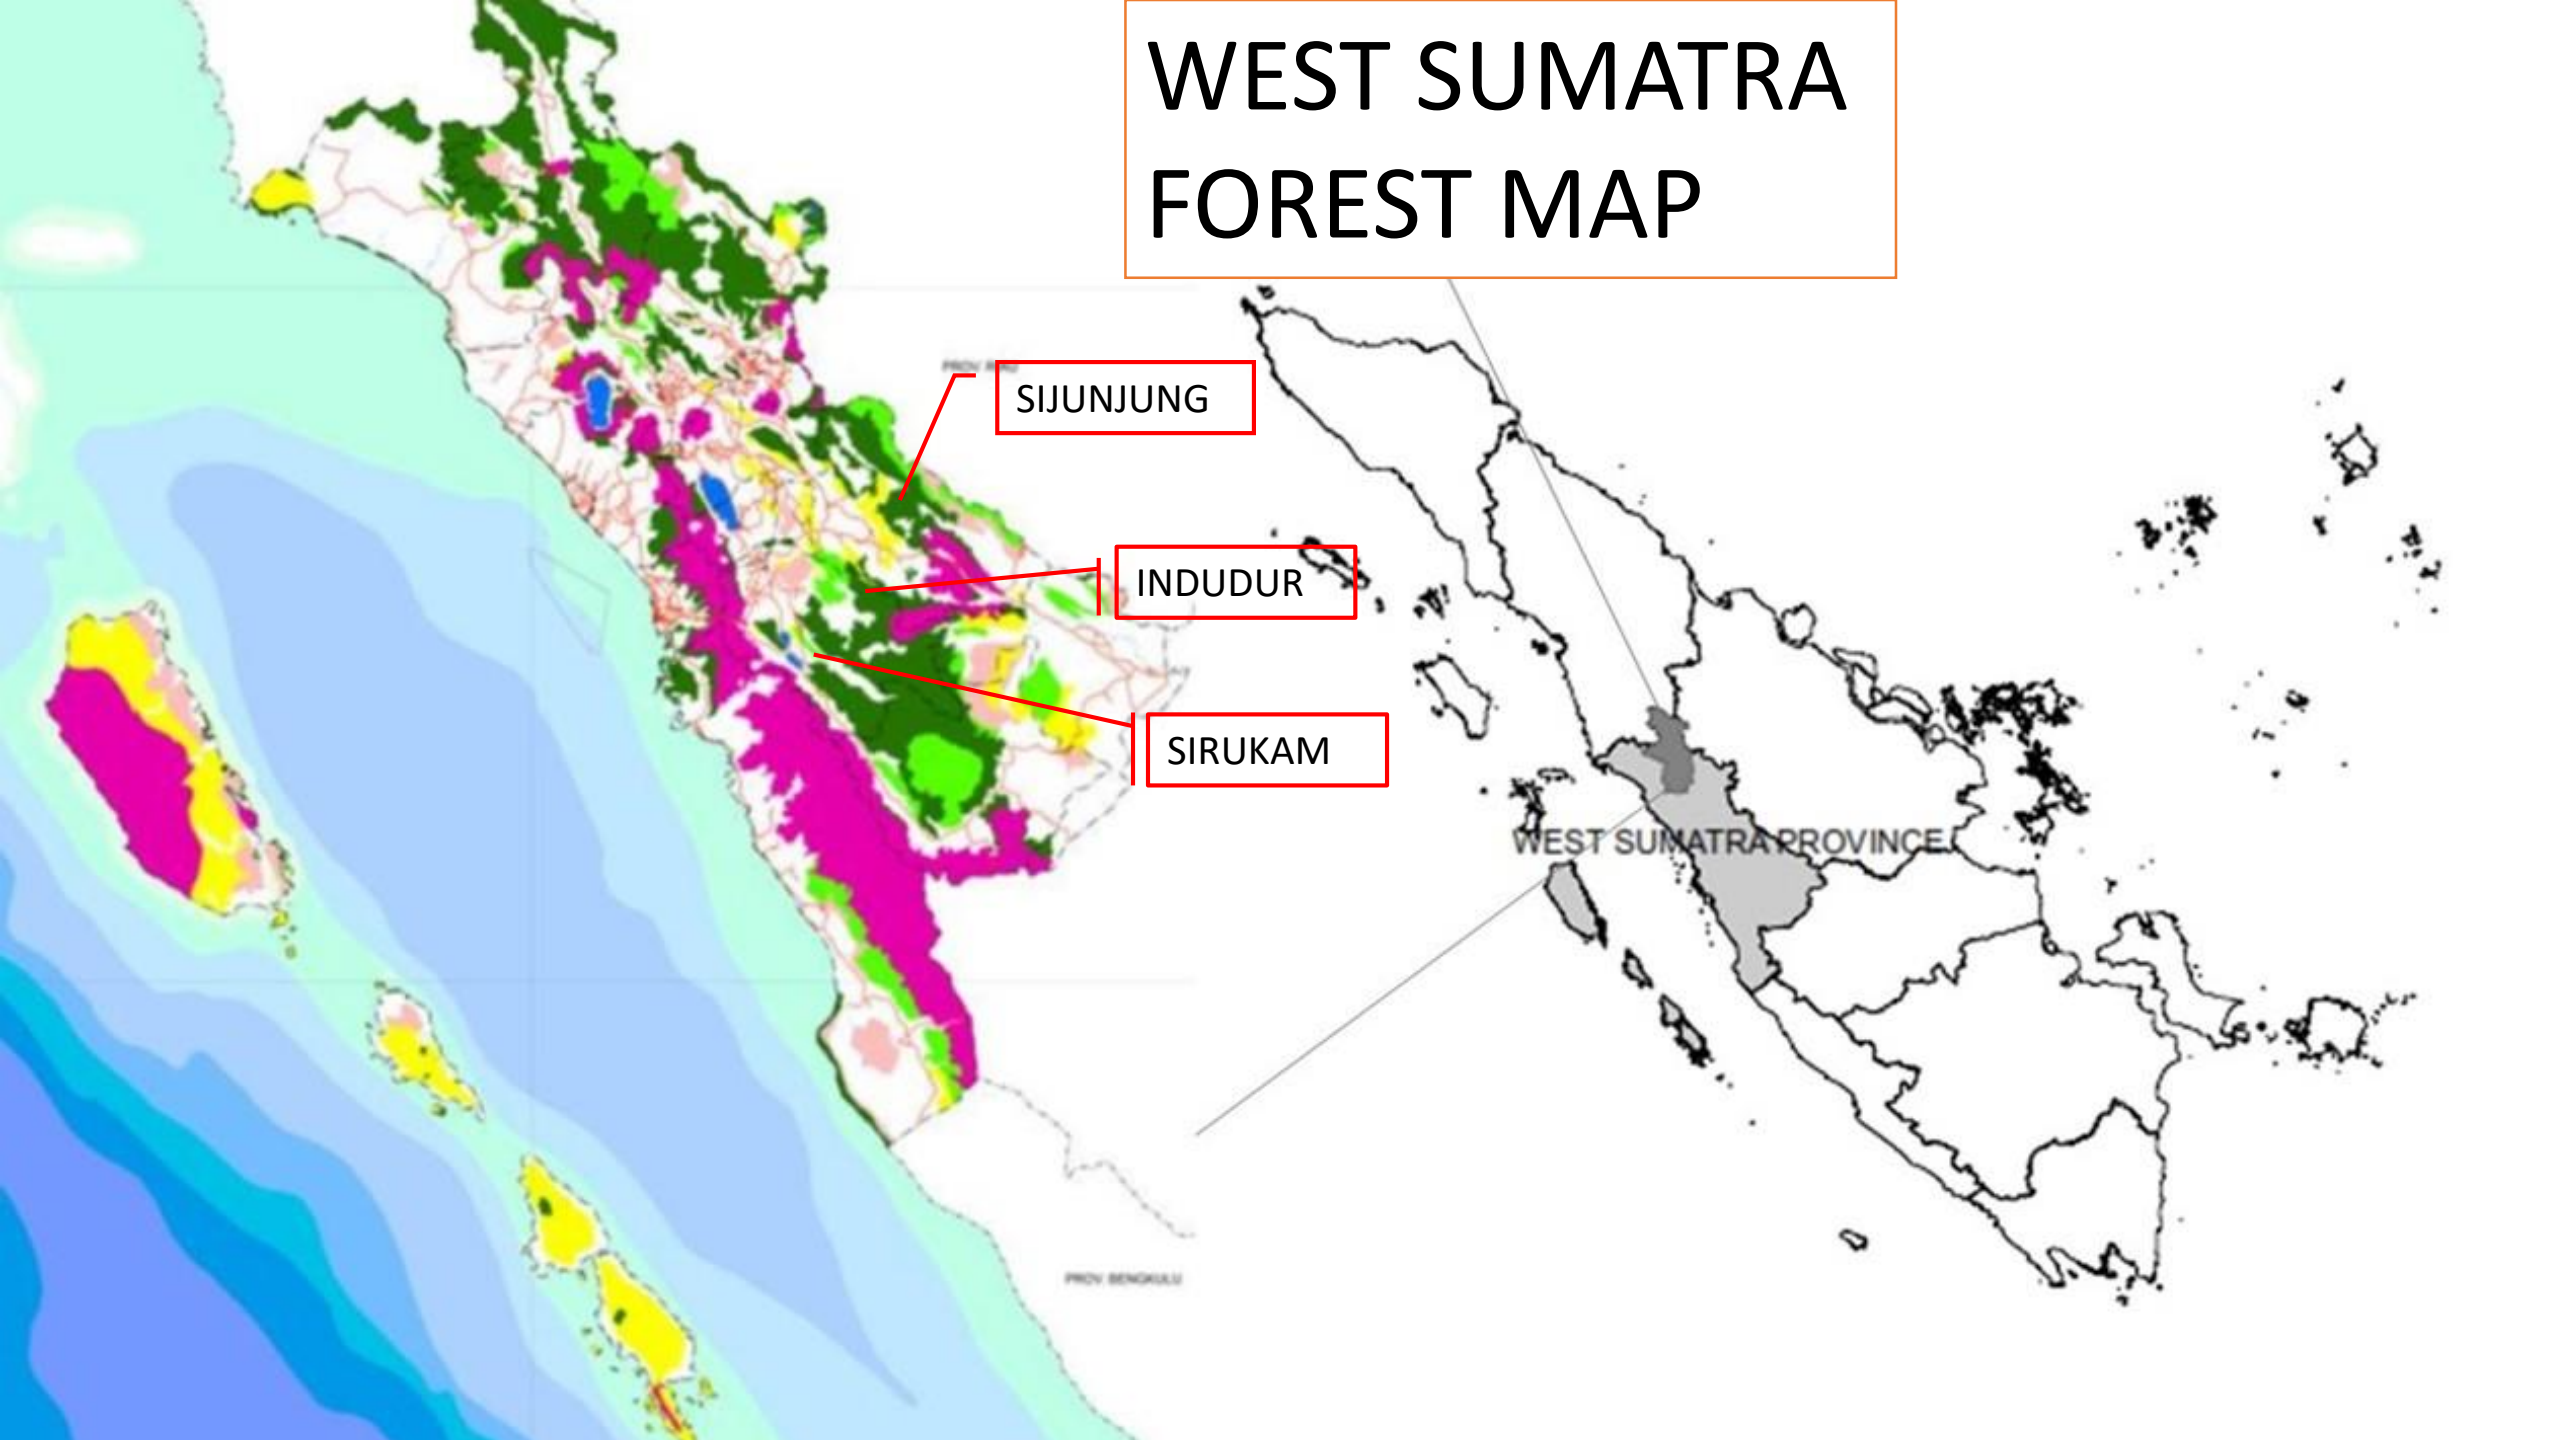 WEST SUMATRA
FOREST MAP
SIJUNJUNG
INDUDUR
SIRUKAM
WEST SUMATRA PROVINCE
PROV. BENGKULU